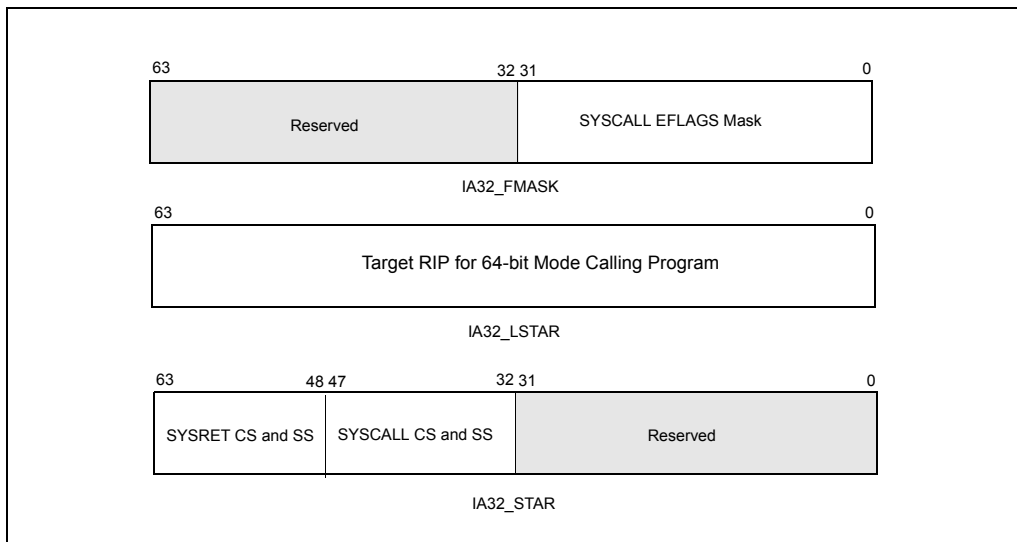 63 32 31 0
Reserved SYSCALL EFLAGS Mask
IA32_FMASK
63 0
Target RIP for 64-bit Mode Calling Program
IA32_LSTAR
63 48 47 32 31 0
SYSRET CS and SS SYSCALL CS and SS Reserved
IA32_STAR